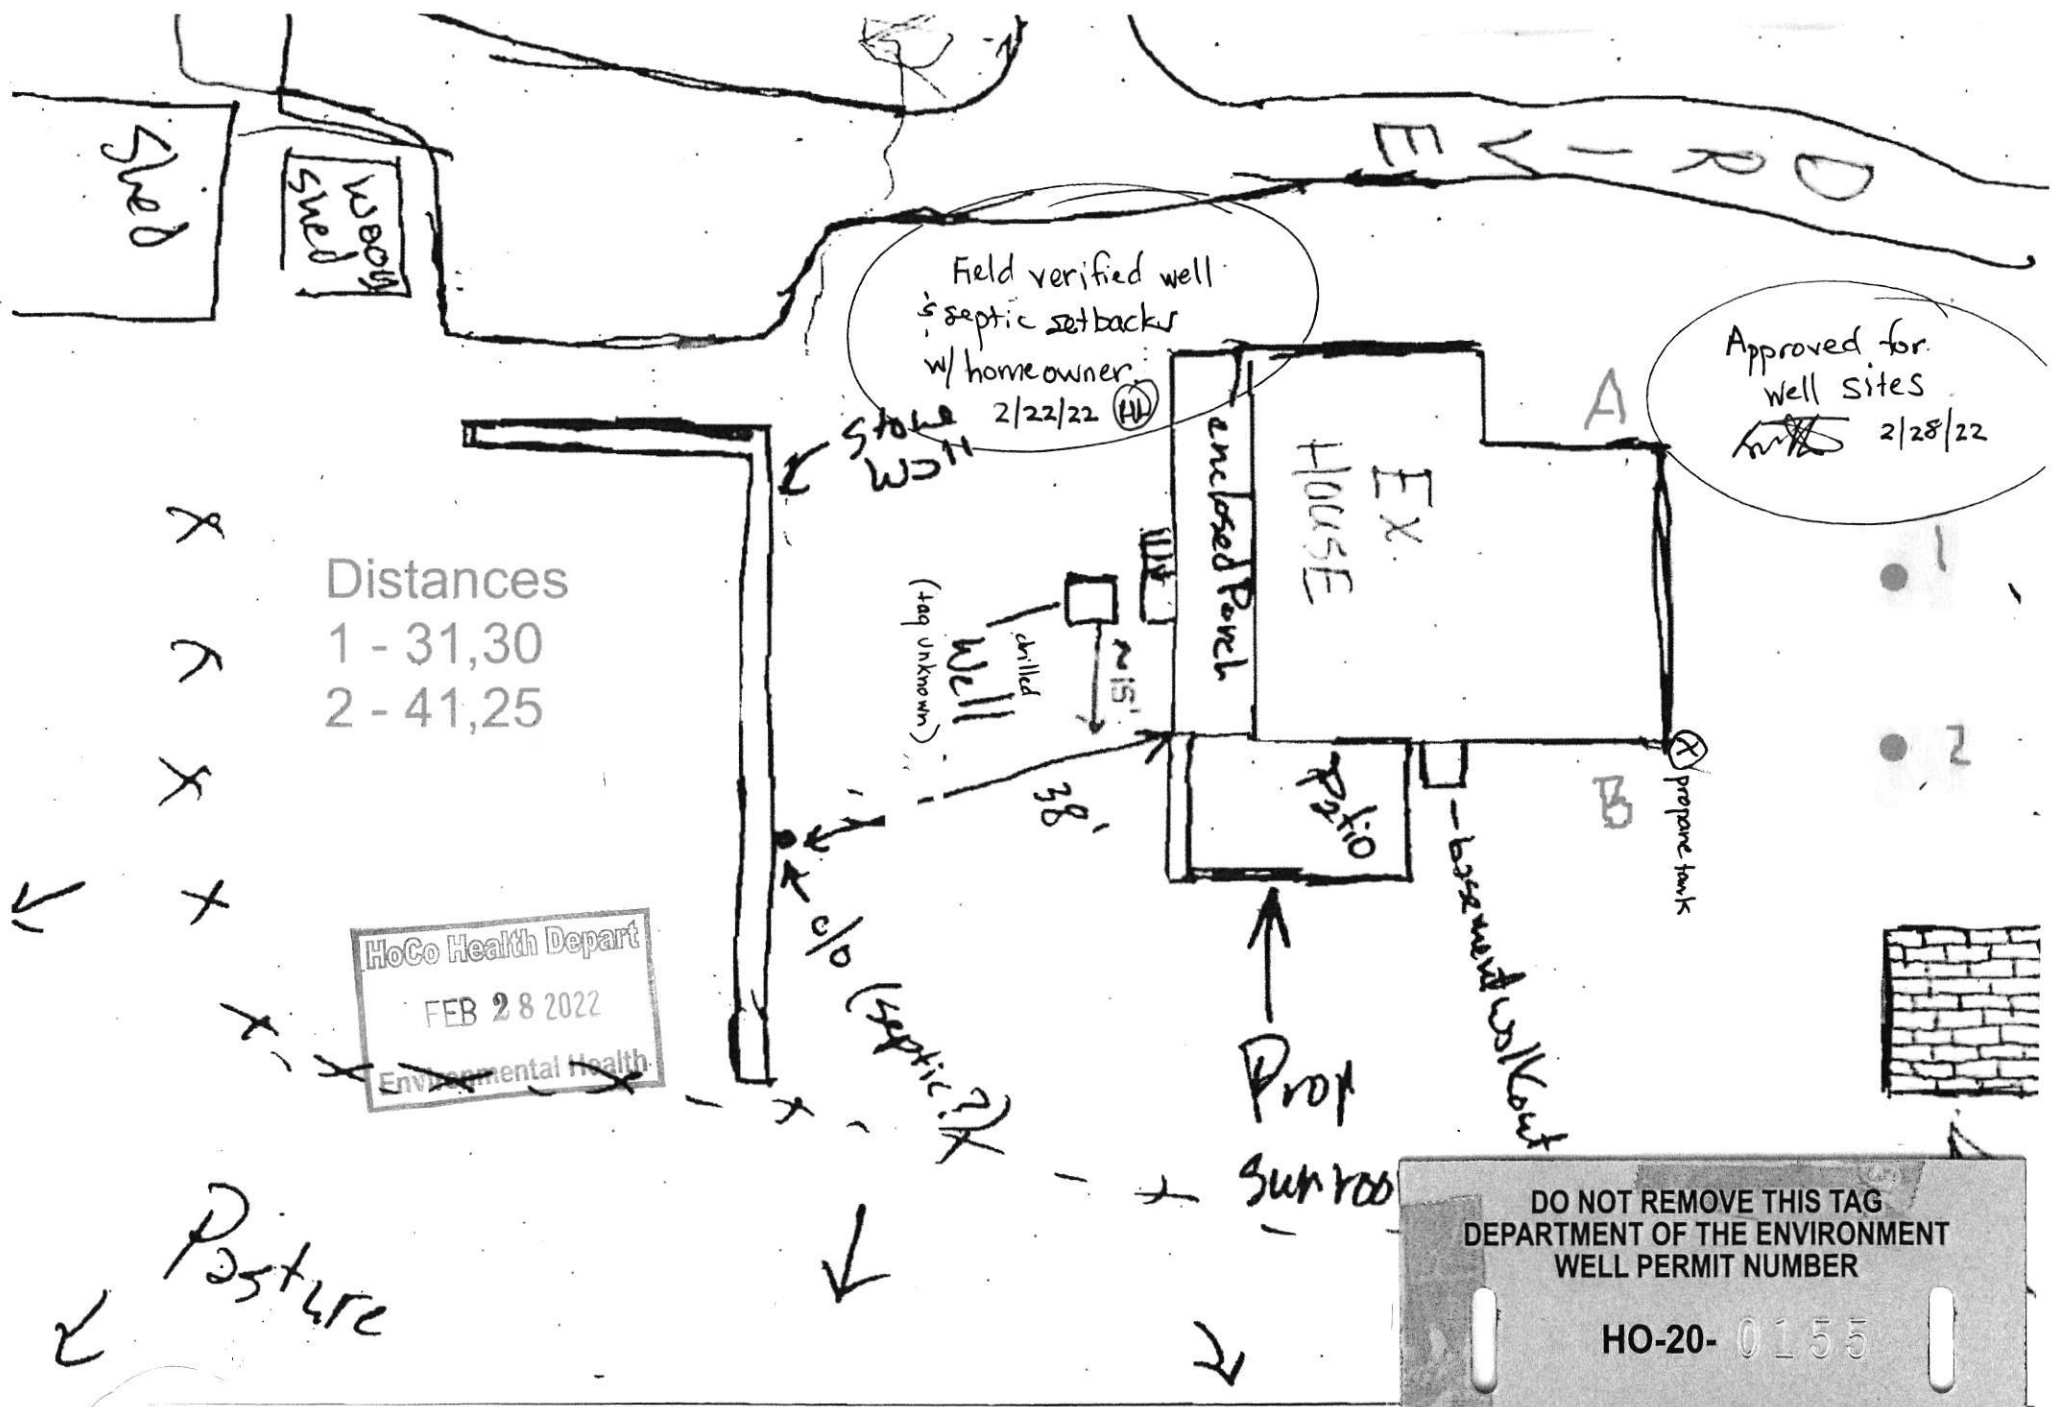 DRIVE
Shed
Wood
Shed
Field verified well
& septic setbacks
w/ homeowner
2/22/22 HH
Approved for
well sites
2/28/22
Stone
Wall
A
Ex.
HOUSE
enclosed Porch
1
Distances
1 - 31,30
2 - 41,25
drilled
Well
(tag unknown)
~15'
2
B
propane tank
38'
Patio
basement walkout
c/o (septic?)
HoCo Health Depart
FEB 28 2022
Environmental Health
Prop
Sunroo
Pasture
DO NOT REMOVE THIS TAG
DEPARTMENT OF THE ENVIRONMENT
WELL PERMIT NUMBER
HO-20- 0155